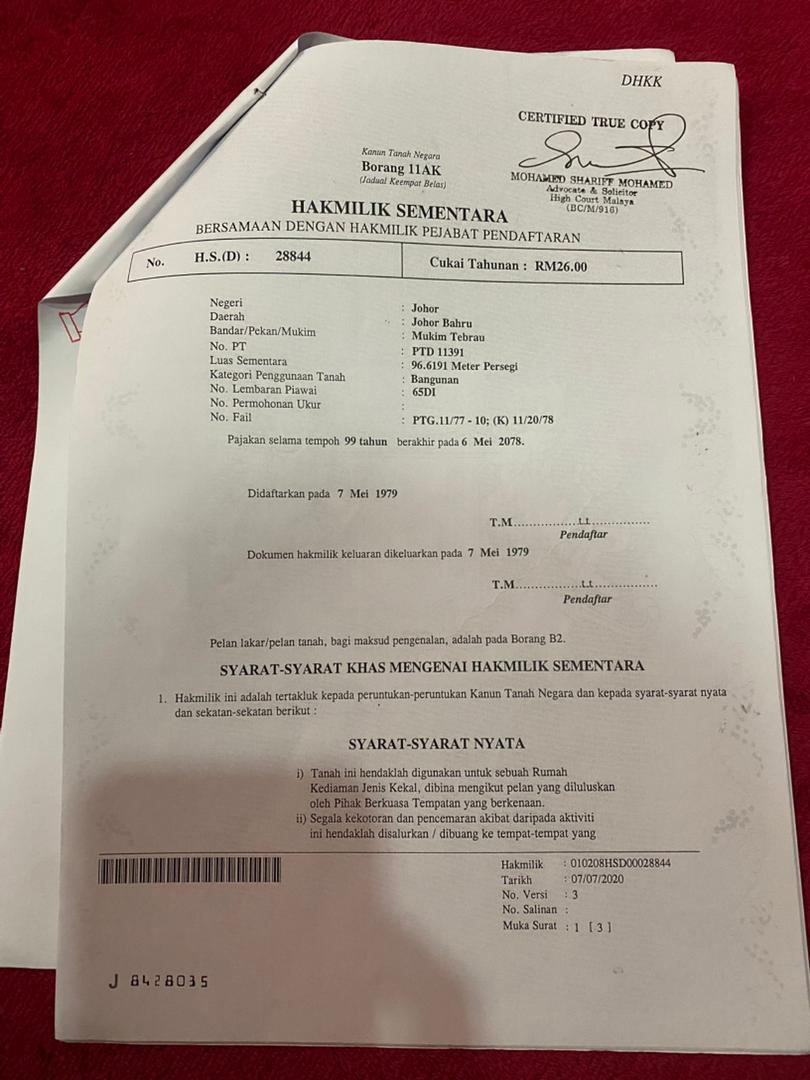 DHKK
CERTIFIED TRUE COPY
MOHAMED SHARIFF MOHAMED
Advocate & Solicitor
High Court Malaya
(BC/M/916)
Kanun Tanah Negara
Borang 11AK
(Jadual Keempat Belas)
HAKMILIK SEMENTARA
BERSAMAAN DENGAN HAKMILIK PEJABAT PENDAFTARAN
No. H.S.(D) : 28844 Cukai Tahunan : RM26.00
Negeri : Johor
Daerah : Johor Bahru
Bandar/Pekan/Mukim : Mukim Tebrau
No. PT : PTD 11391
Luas Sementara : 96.6191 Meter Persegi
Kategori Penggunaan Tanah : Bangunan
No. Lembaran Piawai : 65DI
No. Permohonan Ukur :
No. Fail : PTG.11/77 - 10; (K) 11/20/78
Pajakan selama tempoh 99 tahun berakhir pada 6 Mei 2078.
Didaftarkan pada 7 Mei 1979
T.M.................t.t...............
Pendaftar
Dokumen hakmilik keluaran dikeluarkan pada 7 Mei 1979
T.M.................t.t................
Pendaftar
Pelan lakar/pelan tanah, bagi maksud pengenalan, adalah pada Borang B2.
SYARAT-SYARAT KHAS MENGENAI HAKMILIK SEMENTARA
1. Hakmilik ini adalah tertakluk kepada peruntukan-peruntukan Kanun Tanah Negara dan kepada syarat-syarat nyata
dan sekatan-sekatan berikut :
SYARAT-SYARAT NYATA
i) Tanah ini hendaklah digunakan untuk sebuah Rumah
Kediaman Jenis Kekal, dibina mengikut pelan yang diluluskan
oleh Pihak Berkuasa Tempatan yang berkenaan.
ii) Segala kekotoran dan pencemaran akibat daripada aktiviti
ini hendaklah disalurkan / dibuang ke tempat-tempat yang
Hakmilik : 010208HSD00028844
Tarikh : 07/07/2020
No. Versi : 3
No. Salinan :
Muka Surat : 1 [ 3 ]
J 8428035